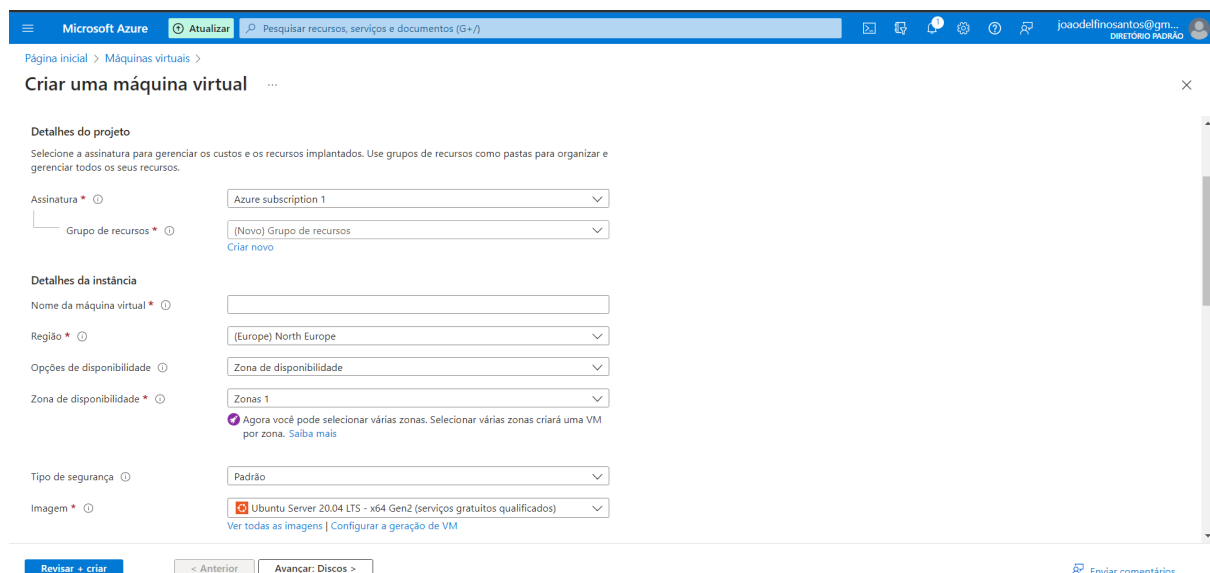 Microsoft Azure
Atualizar
Pesquisar recursos, serviços e documentos (G+/)
1
joaodelfinosantos@gm...
DIRETÓRIO PADRÃO
Página inicial > Máquinas virtuais >
Criar uma máquina virtual ...
Detalhes do projeto
Selecione a assinatura para gerenciar os custos e os recursos implantados. Use grupos de recursos como pastas para organizar e
gerenciar todos os seus recursos.
Assinatura *
Azure subscription 1
Grupo de recursos *
(Novo) Grupo de recursos
Criar novo
Detalhes da instância
Nome da máquina virtual *
Região *
(Europe) North Europe
Opções de disponibilidade
Zona de disponibilidade
Zona de disponibilidade *
Zonas 1
Agora você pode selecionar várias zonas. Selecionar várias zonas criará uma VM
por zona. Saiba mais
Tipo de segurança
Padrão
Imagem *
Ubuntu Server 20.04 LTS - x64 Gen2 (serviços gratuitos qualificados)
Ver todas as imagens | Configurar a geração de VM
Revisar + criar
< Anterior
Avançar: Discos >
Enviar comentários